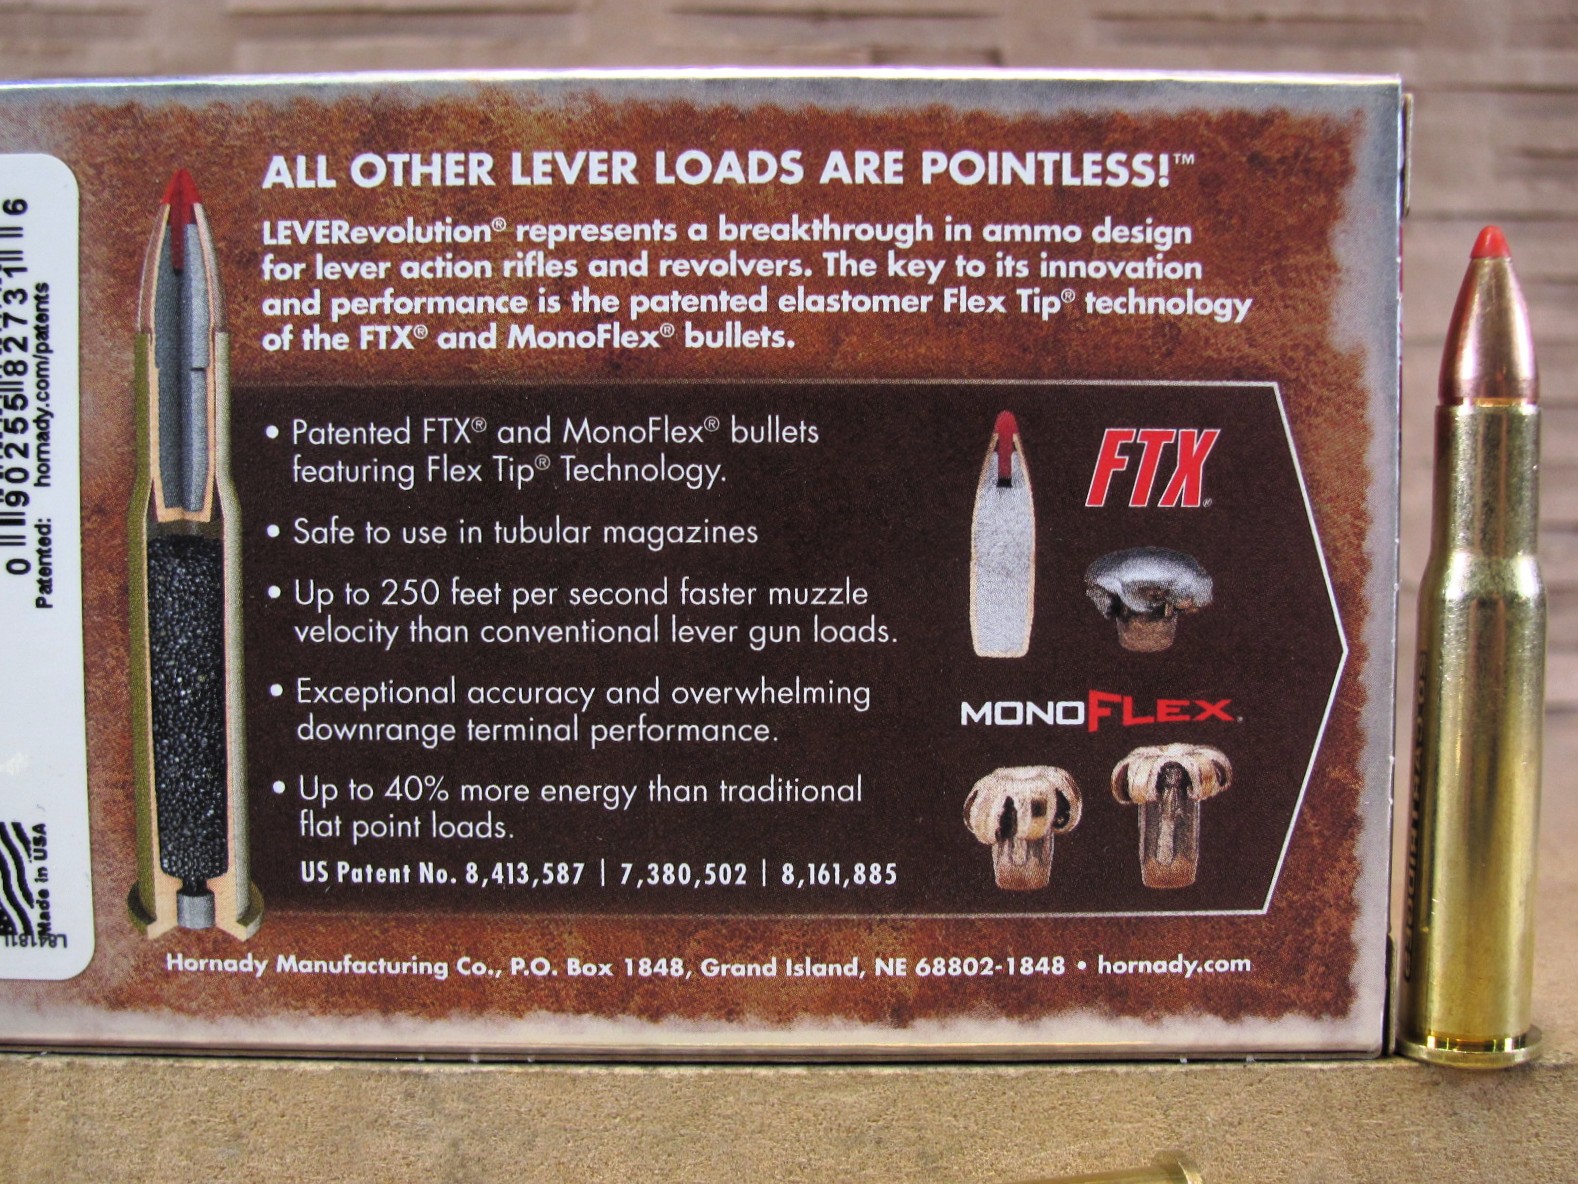 ALL OTHER LEVER LOADS ARE POINTLESS!™
LEVERevolution® represents a breakthrough in ammo design
for lever action rifles and revolvers. The key to its innovation
and performance is the patented elastomer Flex Tip® technology
of the FTX® and MonoFlex® bullets.
• Patented FTX® and MonoFlex® bullets
featuring Flex Tip® Technology.
• Safe to use in tubular magazines
• Up to 250 feet per second faster muzzle
velocity than conventional lever gun loads.
• Exceptional accuracy and overwhelming
downrange terminal performance.
• Up to 40% more energy than traditional
flat point loads.
US Patent No. 8,413,587 | 7,380,502 | 8,161,885
FTX®
MONOFLEX®
Hornady Manufacturing Co., P.O. Box 1848, Grand Island, NE 68802-1848 • hornady.com
0 90255 82731 6
Patented: hornady.com/patents
Made in USA